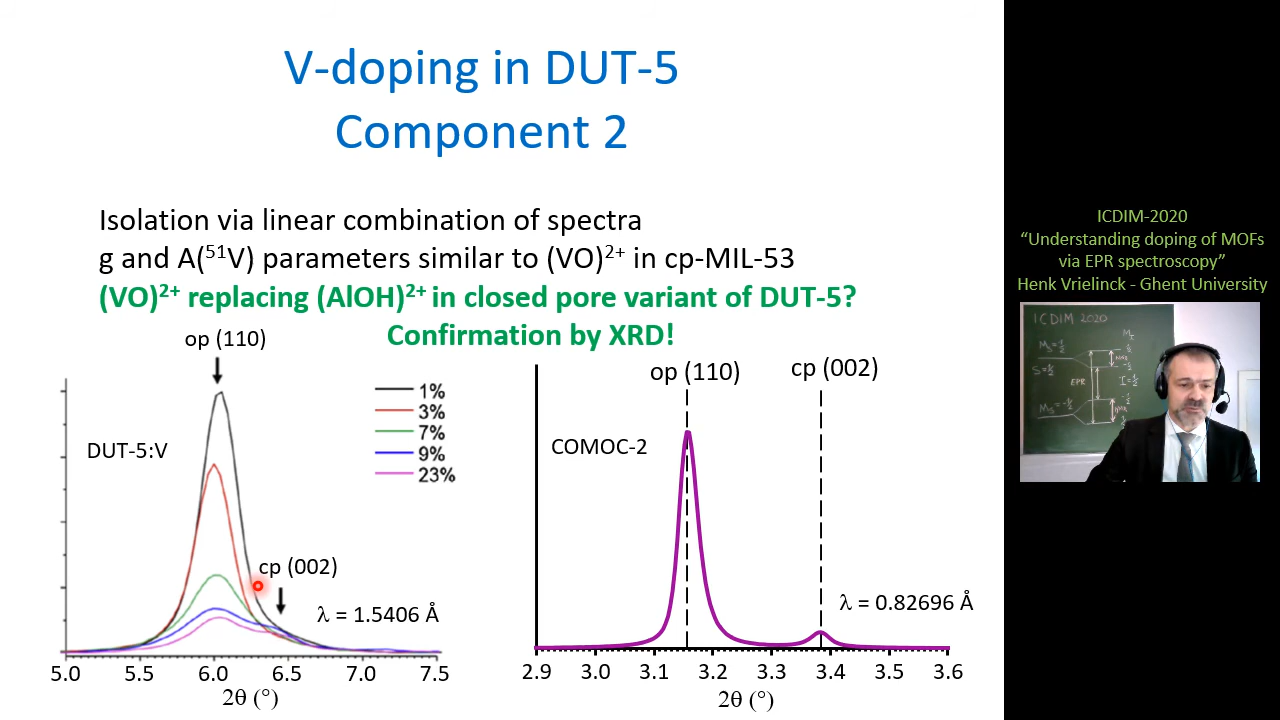 V-doping in DUT-5
Component 2
Isolation via linear combination of spectra
g and A(⁵¹V) parameters similar to (VO)²⁺ in cp-MIL-53
(VO)²⁺ replacing (AlOH)²⁺ in closed pore variant of DUT-5?
Confirmation by XRD!
op (110)
1%
3%
7%
9%
23%
DUT-5:V
cp (002)
λ = 1.5406 Å
5.0 5.5 6.0 6.5 7.0 7.5
2θ (°)
op (110)
cp (002)
COMOC-2
λ = 0.82696 Å
2.9 3.0 3.1 3.2 3.3 3.4 3.5 3.6
2θ (°)
ICDIM-2020
“Understanding doping of MOFs
via EPR spectroscopy”
Henk Vrielinck - Ghent University
ICDIM 2020
S=½
EPR